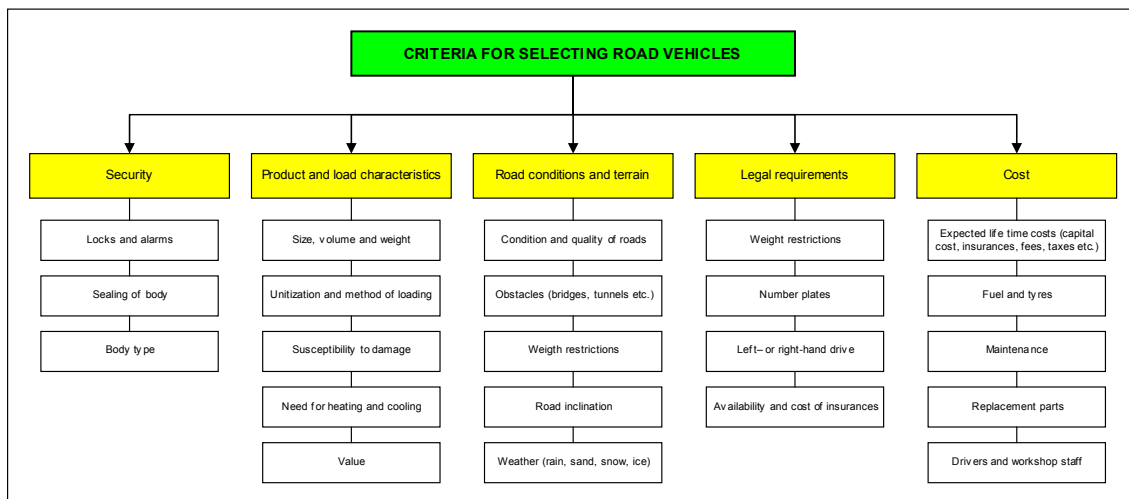 CRITERIA FOR SELECTING ROAD VEHICLES
Security
Locks and alarms
Sealing of body
Body type
Product and load characteristics
Size, volume and weight
Unitization and method of loading
Susceptibility to damage
Need for heating and cooling
Value
Road conditions and terrain
Condition and quality of roads
Obstacles (bridges, tunnels etc.)
Weigth restrictions
Road inclination
Weather (rain, sand, snow, ice)
Legal requirements
Weight restrictions
Number plates
Left– or right-hand drive
Availability and cost of insurances
Cost
Expected life time costs (capital
cost, insurances, fees, taxes etc.)
Fuel and tyres
Maintenance
Replacement parts
Drivers and workshop staff